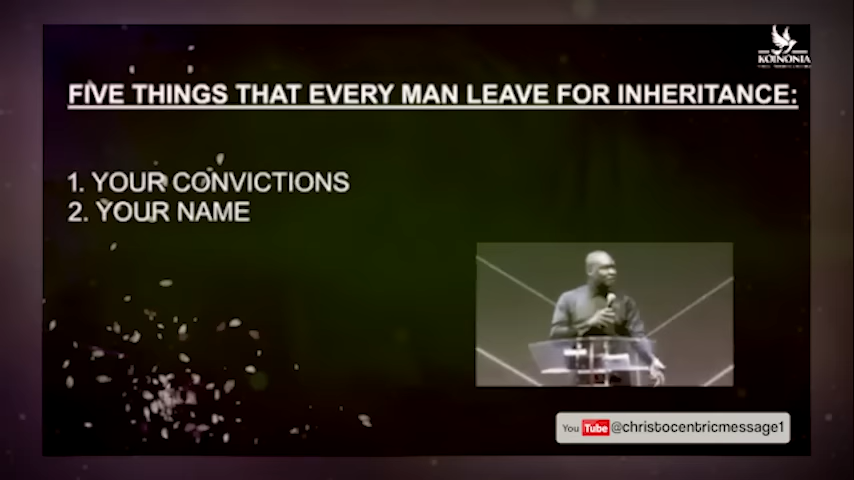 KOINONIA
FIVE THINGS THAT EVERY MAN LEAVE FOR INHERITANCE:
1. YOUR CONVICTIONS
2. YOUR NAME
You Tube @christocentricmessage1